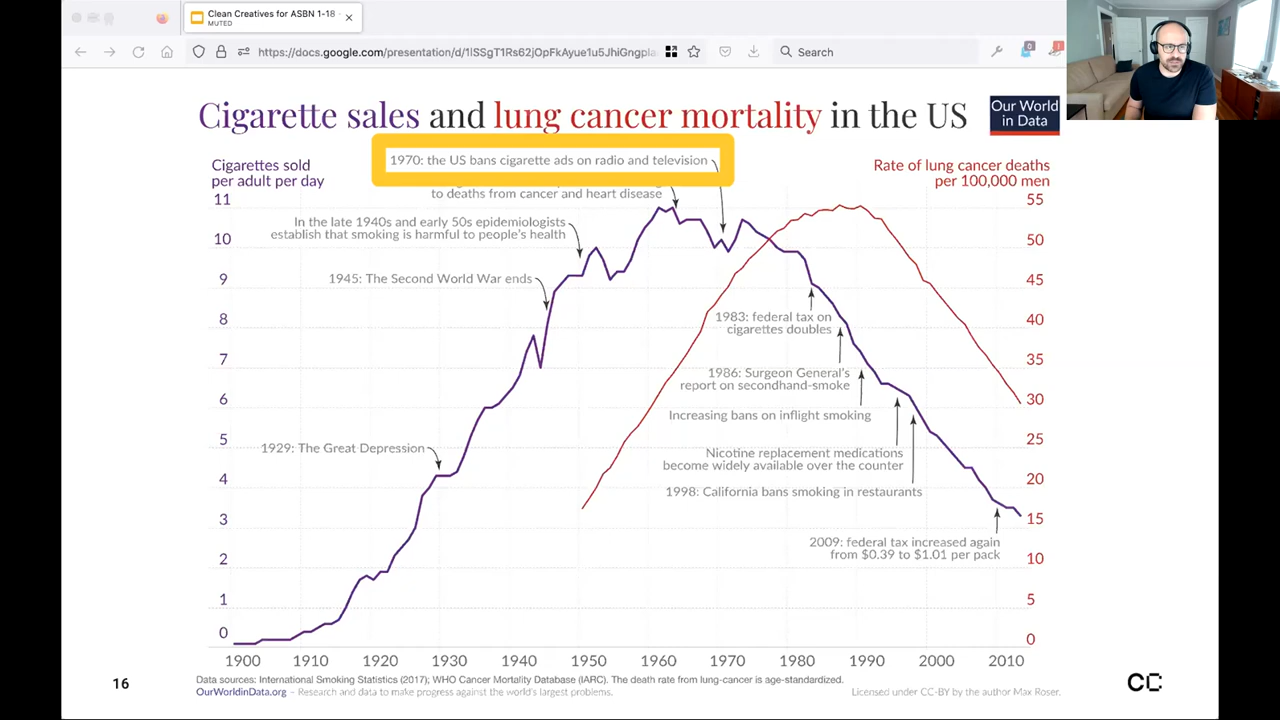 Clean Creatives for ASBN 1-18 -
MUTED
https://docs.google.com/presentation/d/1lSSgT1Rs62jOpFkAyue1u5JhiGngpla
Search
Cigarette sales and lung cancer mortality in the US
Our World
in Data
Cigarettes sold
per adult per day
1970: the US bans cigarette ads on radio and television
Rate of lung cancer deaths
per 100,000 men
to deaths from cancer and heart disease
In the late 1940s and early 50s epidemiologists
establish that smoking is harmful to people's health
1945: The Second World War ends
1929: The Great Depression
1983: federal tax on
cigarettes doubles
1986: Surgeon General's
report on secondhand-smoke
Increasing bans on inflight smoking
Nicotine replacement medications
become widely available over the counter
1998: California bans smoking in restaurants
2009: federal tax increased again
from $0.39 to $1.01 per pack
11
10
9
8
7
6
5
4
3
2
1
0
55
50
45
40
35
30
25
20
15
10
5
0
1900 1910 1920 1930 1940 1950 1960 1970 1980 1990 2000 2010
Data sources: International Smoking Statistics (2017); WHO Cancer Mortality Database (IARC). The death rate from lung-cancer is age-standardized.
OurWorldinData.org – Research and data to make progress against the world's largest problems.
Licensed under CC-BY by the author Max Roser.
16
CC